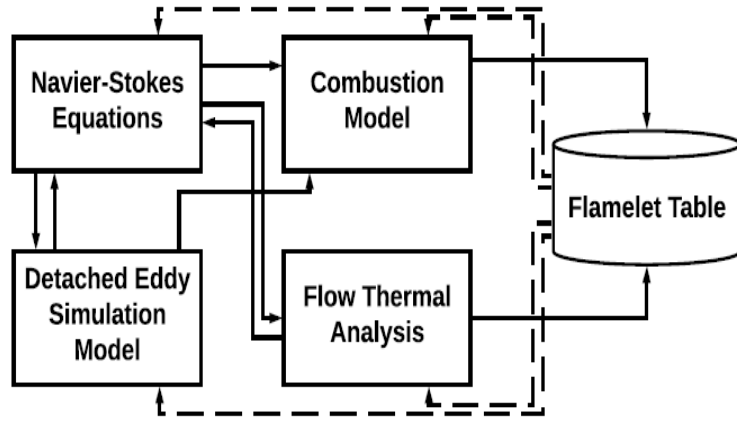 Navier-Stokes
Equations
Combustion
Model
Flamelet Table
Detached Eddy
Simulation
Model
Flow Thermal
Analysis